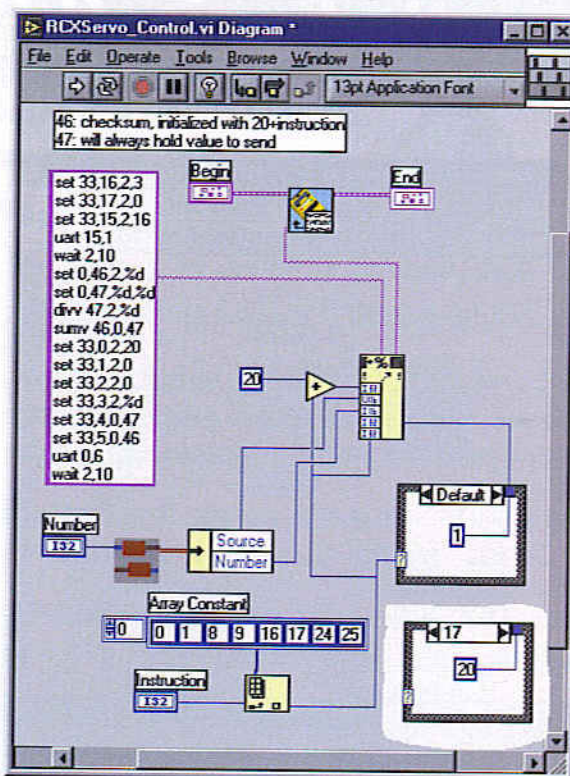 RCXServo_Control.vi Diagram *
File Edit Operate Tools Browse Window Help
13pt Application Font
46: checksum, initialized with 20+instruction
47: will always hold value to send
Begin
End
set 33,16,2,3
set 33,17,2,0
set 33,15,2,16
uart 15,1
wait 2,10
set 0,46,2,%d
set 0,47,%d,%d
divv 47,2,%d
sumv 46,0,47
set 33,0,2,20
set 33,1,2,0
set 33,2,2,0
set 33,3,2,%d
set 33,4,0,47
set 33,5,0,46
uart 0,6
wait 2,10
20
+
Default
1
?
Number
I32
Source
Number
Array Constant
0
0 1 8 9 16 17 24 25
17
20
?
Instruction
I32